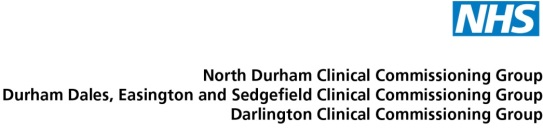 NHS
North Durham Clinical Commissioning Group
Durham Dales, Easington and Sedgefield Clinical Commissioning Group
Darlington Clinical Commissioning Group